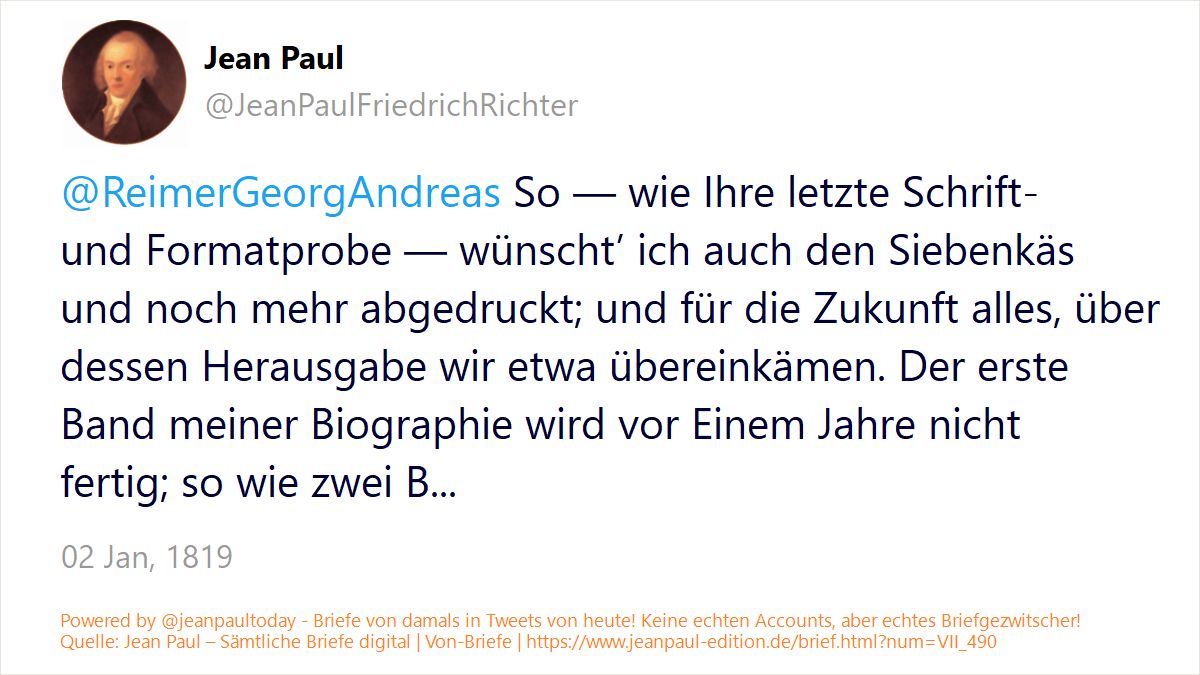 Jean Paul
@JeanPaulFriedrichRichter
@ReimerGeorgAndreas So — wie Ihre letzte Schrift-
und Formatprobe — wünscht’ ich auch den Siebenkäs
und noch mehr abgedruckt; und für die Zukunft alles, über
dessen Herausgabe wir etwa übereinkämen. Der erste
Band meiner Biographie wird vor Einem Jahre nicht
fertig; so wie zwei B...
02 Jan, 1819
Powered by @jeanpaultoday - Briefe von damals in Tweets von heute! Keine echten Accounts, aber echtes Briefgezwitscher!
Quelle: Jean Paul – Sämtliche Briefe digital | Von-Briefe | https://www.jeanpaul-edition.de/brief.html?num=VII_490